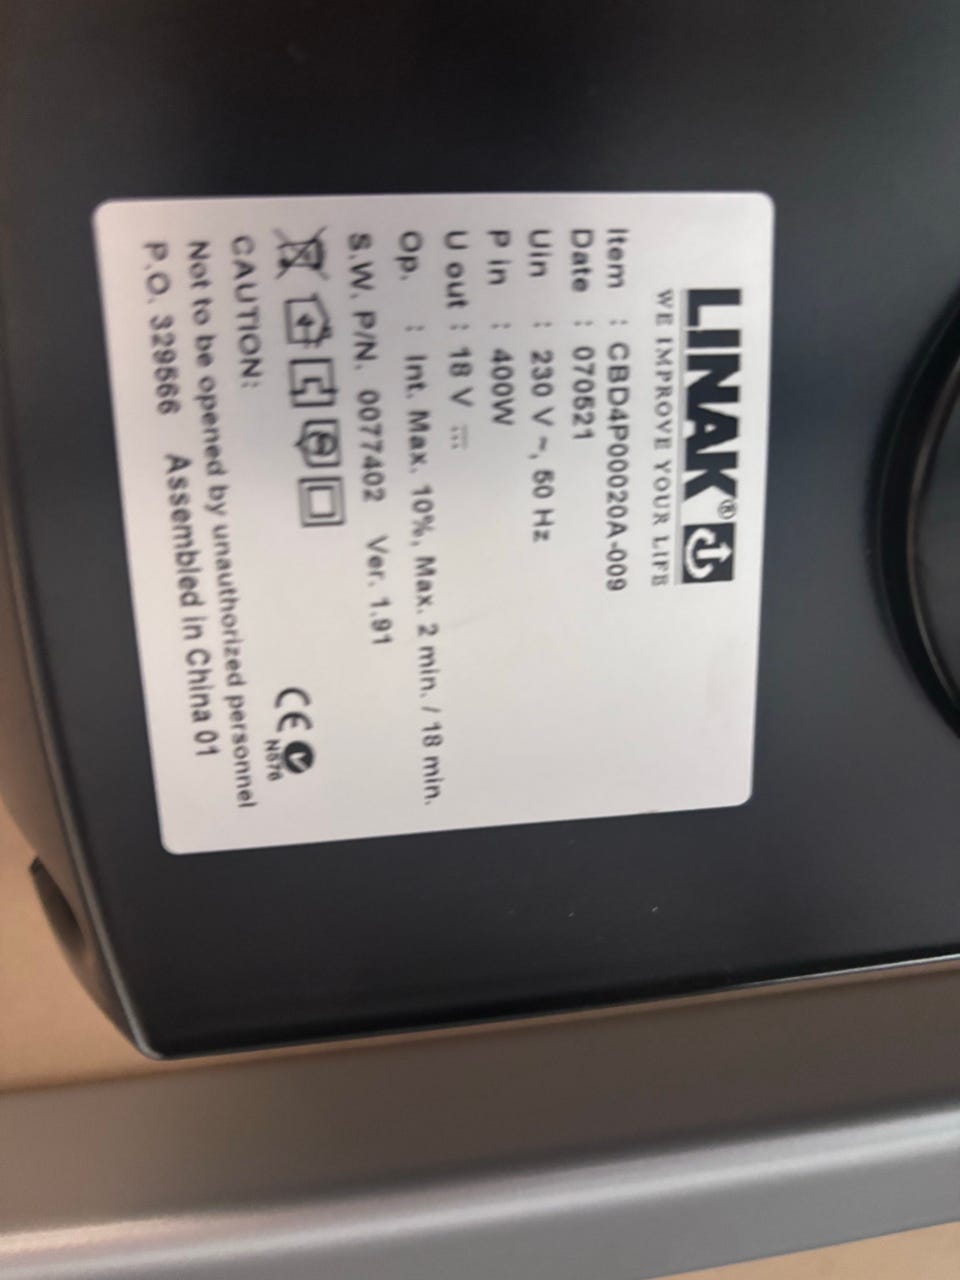 LINAK®
WE IMPROVE YOUR LIFE
Item : CBD4P00020A-009
Date : 070521
Uin : 230 V ~, 50 Hz
P in : 400W
U out : 18 V
Op. : Int. Max. 10%, Max. 2 min. / 18 min.
S.W. P/N. 0077402 Ver. 1.91
CE N576
CAUTION:
Not to be opened by unauthorized personnel
P.O. 329566 Assembled in China 01